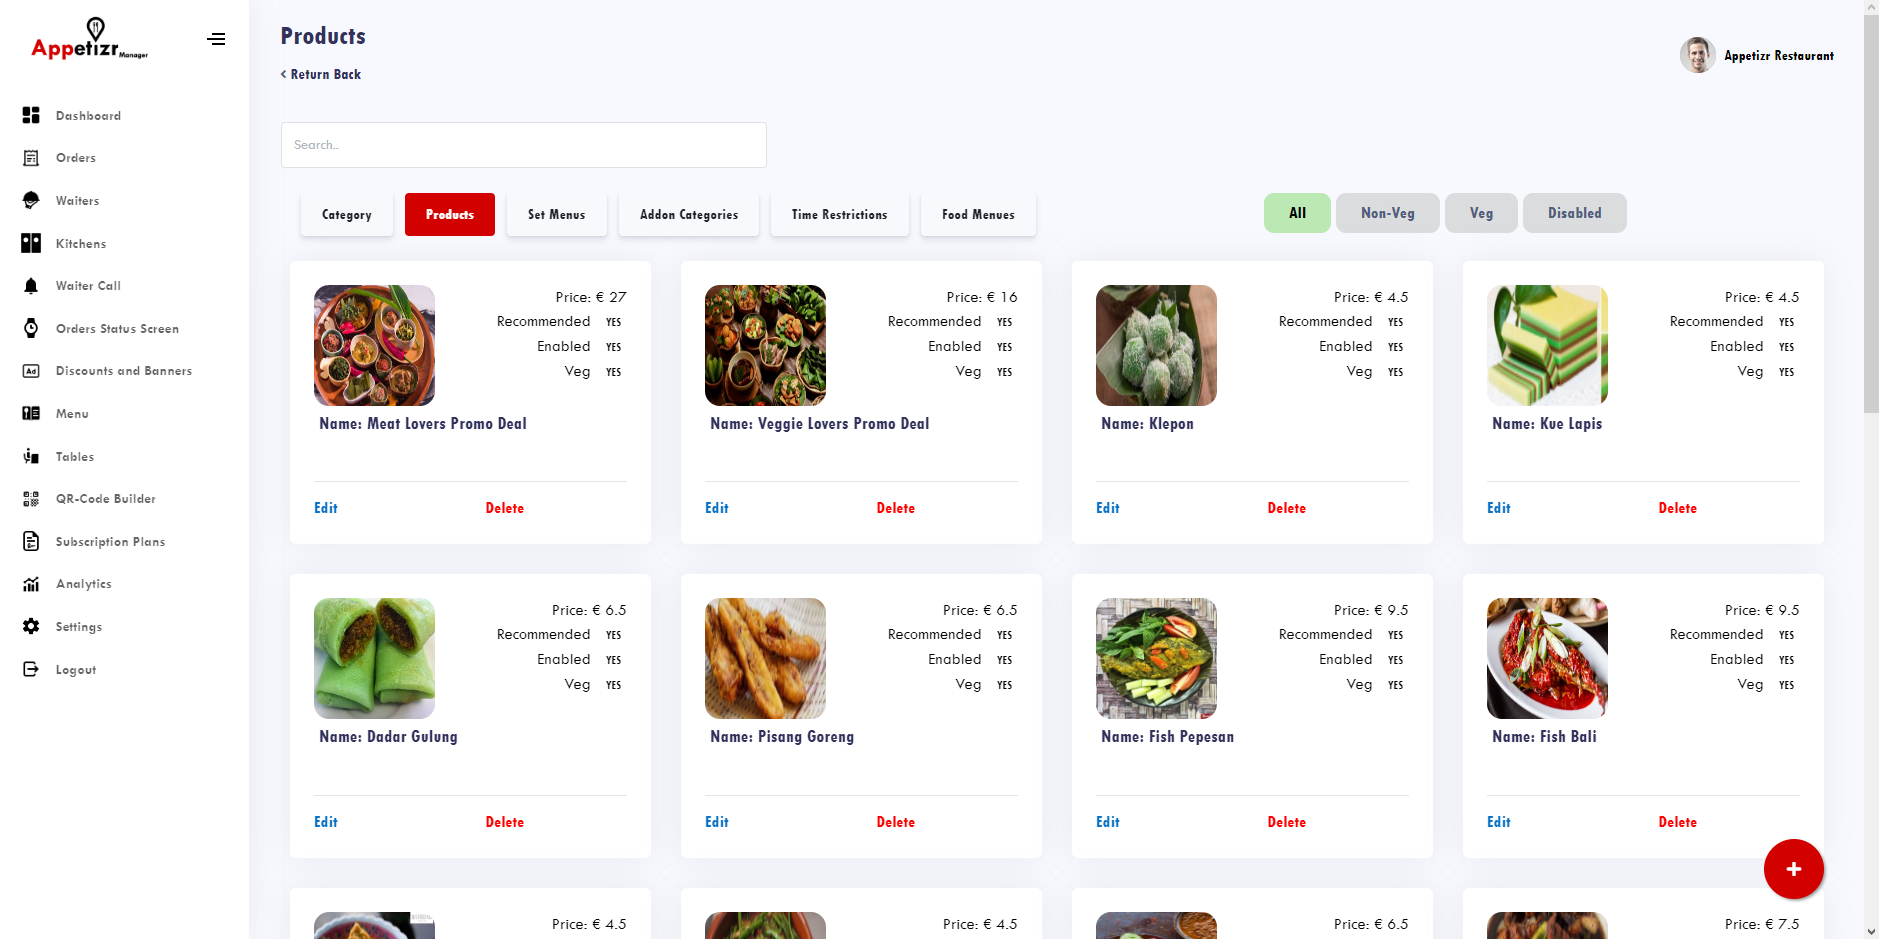 Appetizr Manager
Dashboard
Orders
Waiters
Kitchens
Waiter Call
Orders Status Screen
Ad
Discounts and Banners
Menu
Tables
QR-Code Builder
Subscription Plans
Analytics
Settings
Logout
Products
Return Back
Appetizr Restaurant
Search..
Category
Products
Set Menus
Addon Categories
Time Restrictions
Food Menues
All
Non-Veg
Veg
Disabled
Price: € 27
Recommended YES
Enabled YES
Veg YES
Name: Meat Lovers Promo Deal
Edit Delete
Price: € 16
Recommended YES
Enabled YES
Veg YES
Name: Veggie Lovers Promo Deal
Edit Delete
Price: € 4.5
Recommended YES
Enabled YES
Veg YES
Name: Klepon
Edit Delete
Price: € 4.5
Recommended YES
Enabled YES
Veg YES
Name: Kue Lapis
Edit Delete
Price: € 6.5
Recommended YES
Enabled YES
Veg YES
Name: Dadar Gulung
Edit Delete
Price: € 6.5
Recommended YES
Enabled YES
Veg YES
Name: Pisang Goreng
Edit Delete
Price: € 9.5
Recommended YES
Enabled YES
Veg YES
Name: Fish Pepesan
Edit Delete
Price: € 9.5
Recommended YES
Enabled YES
Veg YES
Name: Fish Bali
Edit Delete
Price: € 4.5
Price: € 4.5
Price: € 6.5
Price: € 7.5